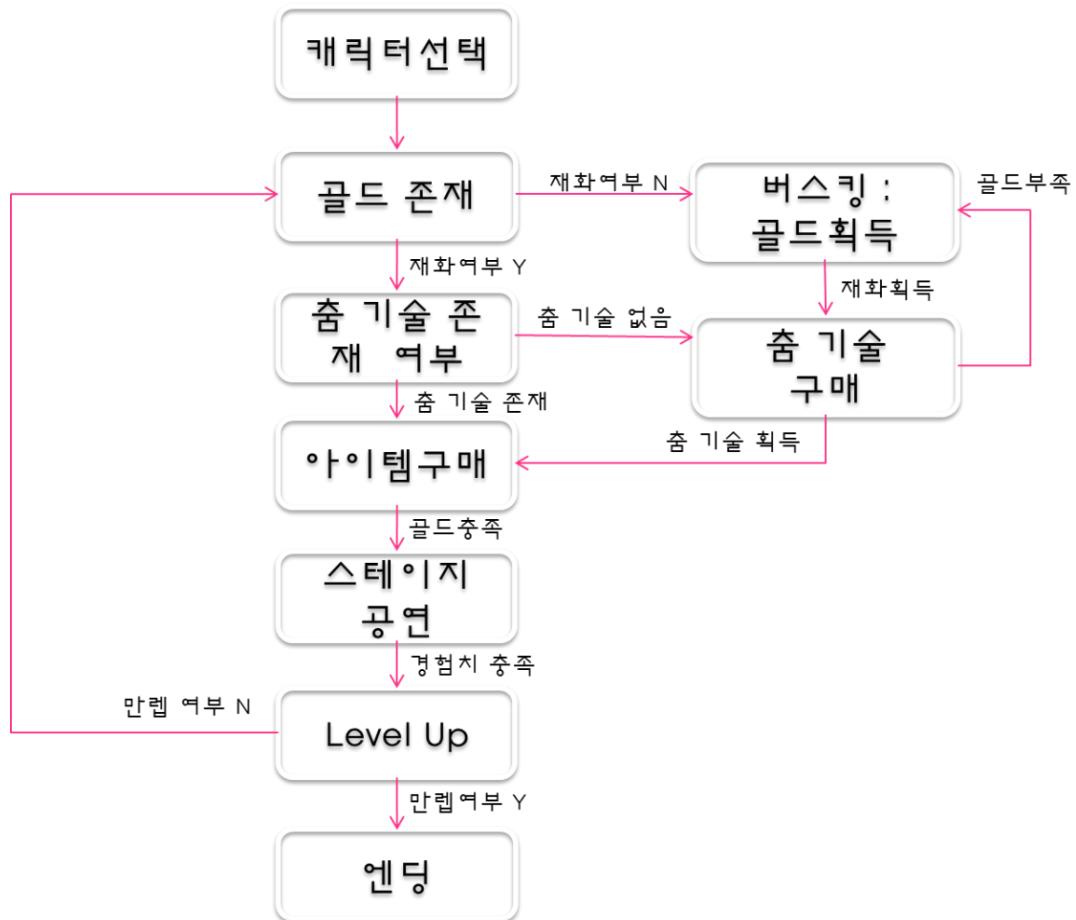 캐릭터선택
골드 존재
재화여부 N
버스킹 :
골드획득
골드부족
재화여부 Y
재화획득
춤 기술 존
재 여부
춤 기술 없음
춤 기술
구매
춤 기술 존재
춤 기술 획득
아이템구매
골드충족
스테이지
공연
경험치 충족
만렙 여부 N
Level Up
만렙여부 Y
엔딩